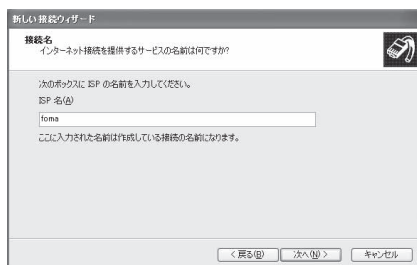 新しい接続ウィザード
接続名
インターネット接続を提供するサービスの名前は何ですか?
次のボックスに ISP の名前を入力してください。
ISP 名(A)
foma
ここに入力された名前は作成している接続の名前になります。
< 戻る(B)
次へ(N) >
キャンセル